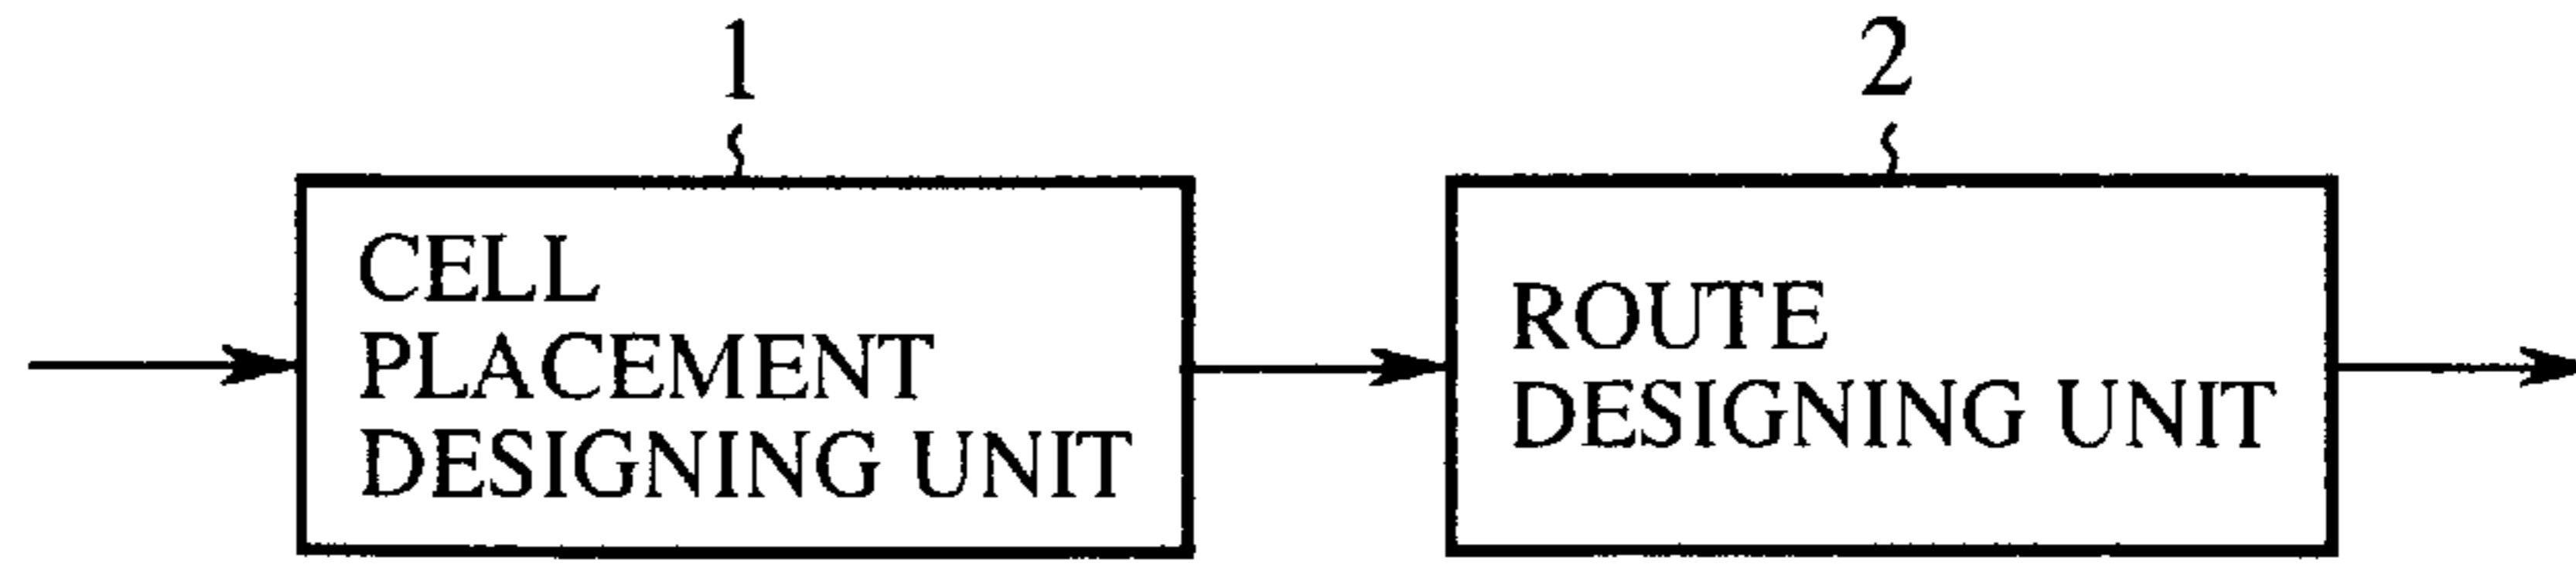 1
2
CELL
PLACEMENT
DESIGNING UNIT
ROUTE
DESIGNING UNIT